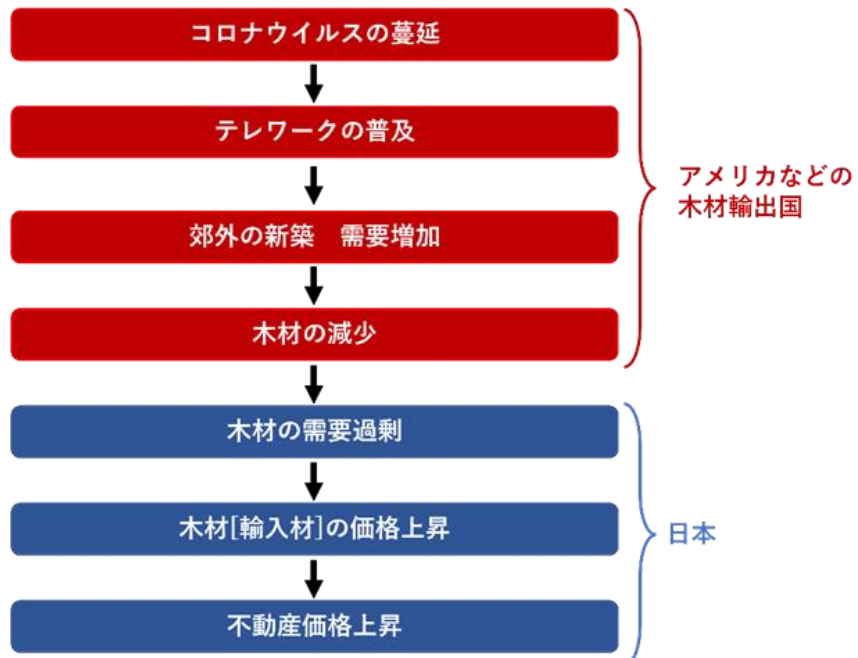 コロナウイルスの蔓延
テレワークの普及
郊外の新築　需要増加
木材の減少
アメリカなどの
木材輸出国
木材の需要過剰
木材[輸入材]の価格上昇
不動産価格上昇
日本